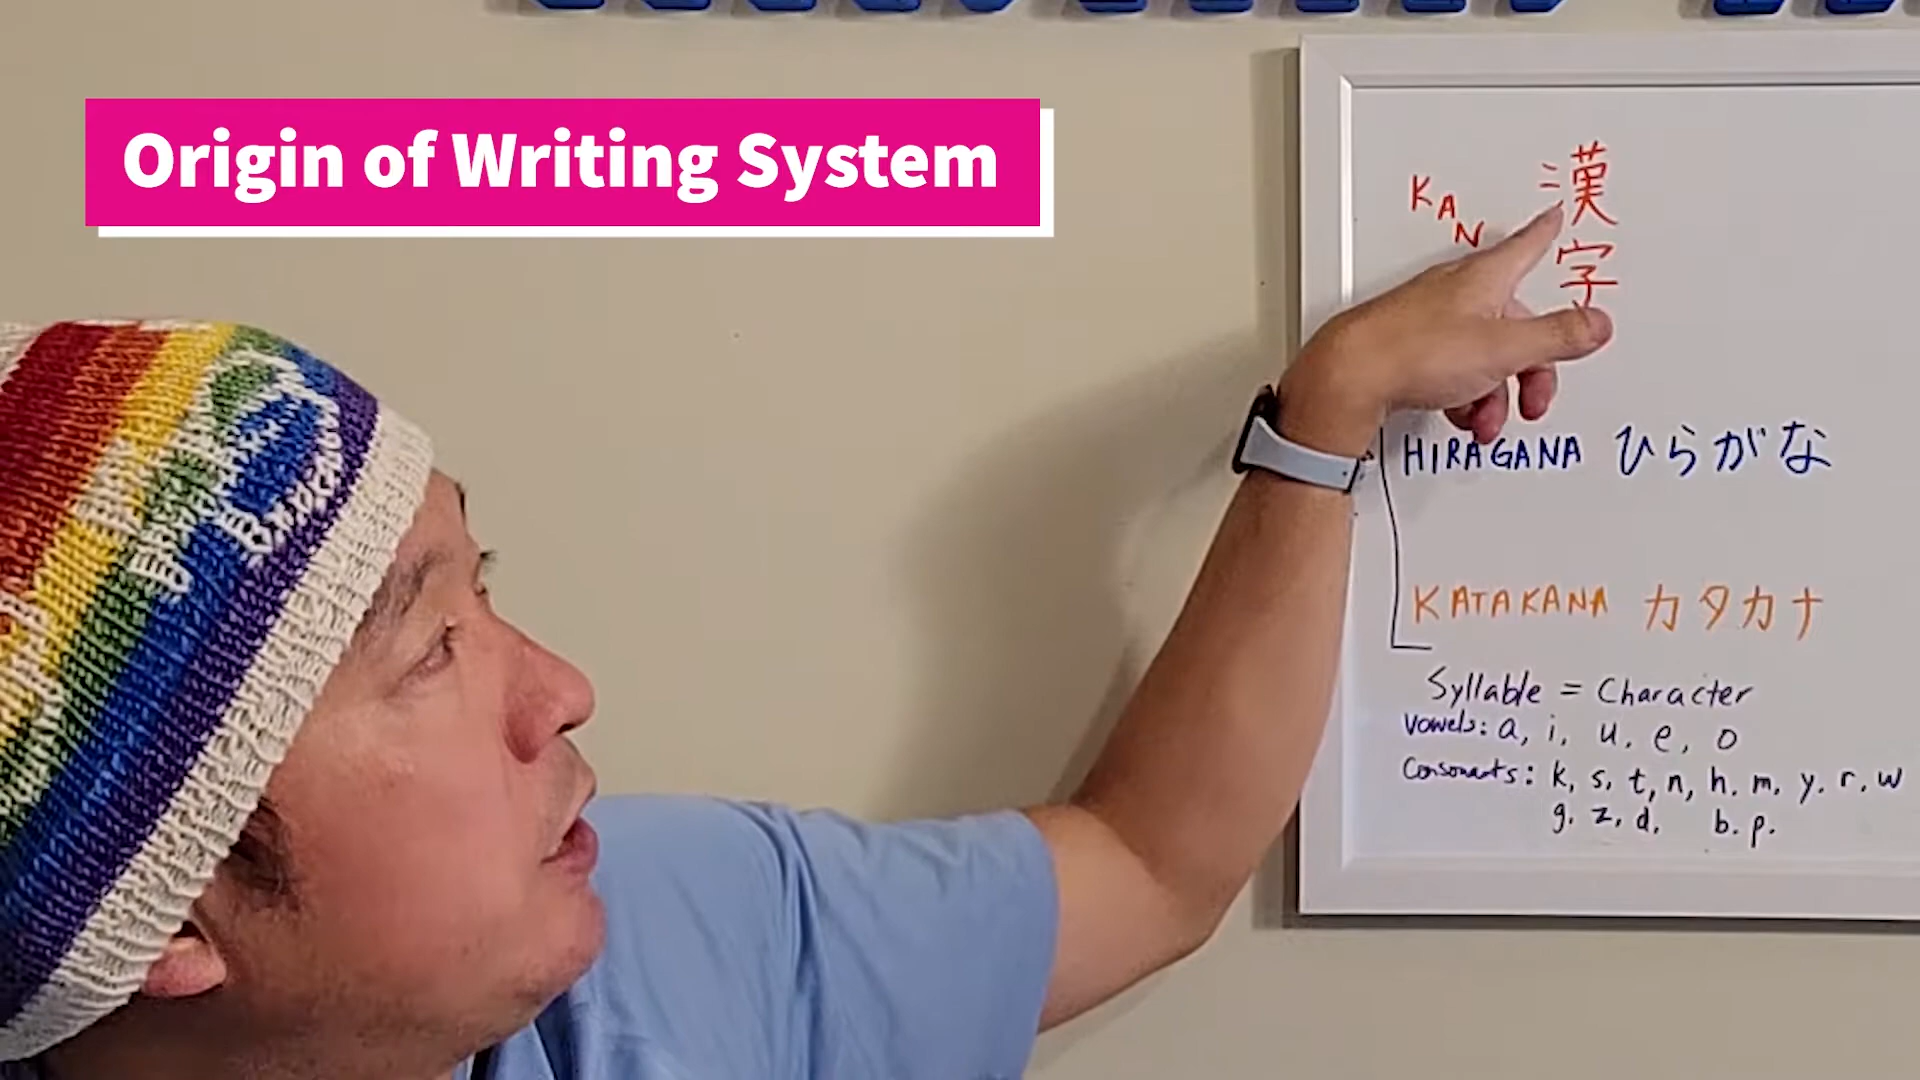 Origin of Writing System
KAN
漢字
HIRAGANA ひらがな
KATAKANA カタカナ
Syllable = Character
Vowels: a, i, u, e, o
Consonants: k, s, t, n, h, m, y, r, w
g, z, d, b, p.